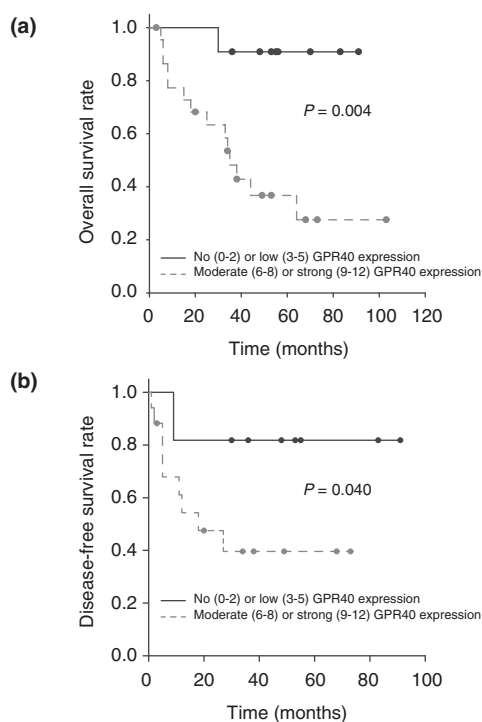 (a)
1.0
0.8
0.6
0.4
0.2
0.0
Overall survival rate
P = 0.004
No (0-2) or low (3-5) GPR40 expression
Moderate (6-8) or strong (9-12) GPR40 expression
0 20 40 60 80 100 120
Time (months)
(b)
1.0
0.8
0.6
0.4
0.2
0.0
Disease-free survival rate
P = 0.040
No (0-2) or low (3-5) GPR40 expression
Moderate (6-8) or strong (9-12) GPR40 expression
0 20 40 60 80 100
Time (months)